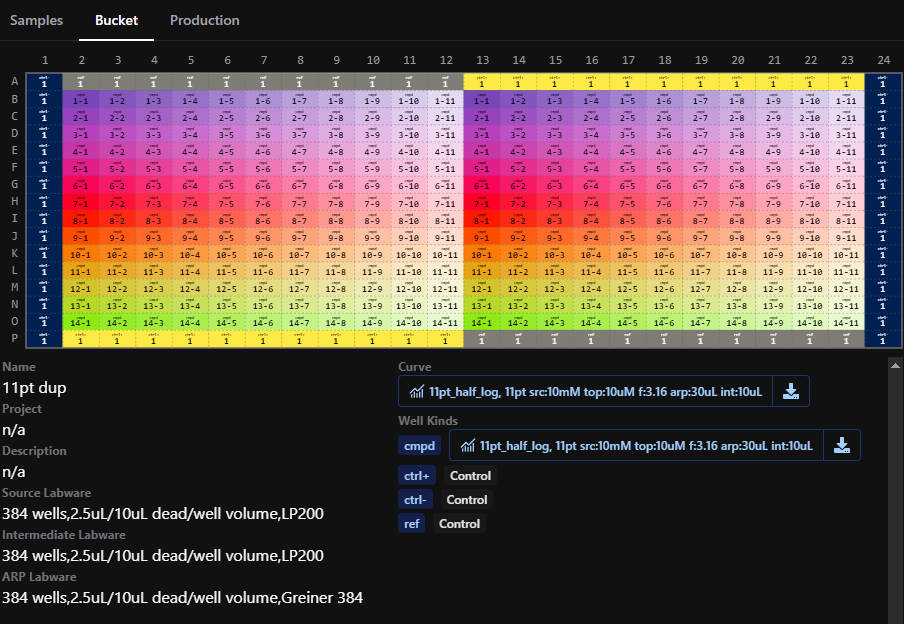 Samples Bucket Production
1 2 3 4 5 6 7 8 9 10 11 12 13 14 15 16 17 18 19 20 21 22 23 24
A 1 1 1 1 1 1 1 1 1 1 1 1 1 1 1 1 1 1 1 1 1 1 1 1
B 1 1-1 1-2 1-3 1-4 1-5 1-6 1-7 1-8 1-9 1-10 1-11 1-1 1-2 1-3 1-4 1-5 1-6 1-7 1-8 1-9 1-10 1-11 1
C 1 2-1 2-2 2-3 2-4 2-5 2-6 2-7 2-8 2-9 2-10 2-11 2-1 2-2 2-3 2-4 2-5 2-6 2-7 2-8 2-9 2-10 2-11 1
D 1 3-1 3-2 3-3 3-4 3-5 3-6 3-7 3-8 3-9 3-10 3-11 3-1 3-2 3-3 3-4 3-5 3-6 3-7 3-8 3-9 3-10 3-11 1
E 1 4-1 4-2 4-3 4-4 4-5 4-6 4-7 4-8 4-9 4-10 4-11 4-1 4-2 4-3 4-4 4-5 4-6 4-7 4-8 4-9 4-10 4-11 1
F 1 5-1 5-2 5-3 5-4 5-5 5-6 5-7 5-8 5-9 5-10 5-11 5-1 5-2 5-3 5-4 5-5 5-6 5-7 5-8 5-9 5-10 5-11 1
G 1 6-1 6-2 6-3 6-4 6-5 6-6 6-7 6-8 6-9 6-10 6-11 6-1 6-2 6-3 6-4 6-5 6-6 6-7 6-8 6-9 6-10 6-11 1
H 1 7-1 7-2 7-3 7-4 7-5 7-6 7-7 7-8 7-9 7-10 7-11 7-1 7-2 7-3 7-4 7-5 7-6 7-7 7-8 7-9 7-10 7-11 1
I 1 8-1 8-2 8-3 8-4 8-5 8-6 8-7 8-8 8-9 8-10 8-11 8-1 8-2 8-3 8-4 8-5 8-6 8-7 8-8 8-9 8-10 8-11 1
J 1 9-1 9-2 9-3 9-4 9-5 9-6 9-7 9-8 9-9 9-10 9-11 9-1 9-2 9-3 9-4 9-5 9-6 9-7 9-8 9-9 9-10 9-11 1
K 1 10-1 10-2 10-3 10-4 10-5 10-6 10-7 10-8 10-9 10-10 10-11 10-1 10-2 10-3 10-4 10-5 10-6 10-7 10-8 10-9 10-10 10-11 1
L 1 11-1 11-2 11-3 11-4 11-5 11-6 11-7 11-8 11-9 11-10 11-11 11-1 11-2 11-3 11-4 11-5 11-6 11-7 11-8 11-9 11-10 11-11 1
M 1 12-1 12-2 12-3 12-4 12-5 12-6 12-7 12-8 12-9 12-10 12-11 12-1 12-2 12-3 12-4 12-5 12-6 12-7 12-8 12-9 12-10 12-11 1
N 1 13-1 13-2 13-3 13-4 13-5 13-6 13-7 13-8 13-9 13-10 13-11 13-1 13-2 13-3 13-4 13-5 13-6 13-7 13-8 13-9 13-10 13-11 1
O 1 14-1 14-2 14-3 14-4 14-5 14-6 14-7 14-8 14-9 14-10 14-11 14-1 14-2 14-3 14-4 14-5 14-6 14-7 14-8 14-9 14-10 14-11 1
P 1 1 1 1 1 1 1 1 1 1 1 1 1 1 1 1 1 1 1 1 1 1 1 1
Name
11pt dup
Project
n/a
Description
n/a
Source Labware
384 wells,2.5uL/10uL dead/well volume,LP200
Intermediate Labware
384 wells,2.5uL/10uL dead/well volume,LP200
ARP Labware
384 wells,2.5uL/10uL dead/well volume,Greiner 384
Curve
11pt_half_log, 11pt src:10mM top:10uM f:3.16 arp:30uL int:10uL
Well Kinds
cmpd 11pt_half_log, 11pt src:10mM top:10uM f:3.16 arp:30uL int:10uL
ctrl+ Control
ctrl- Control
ref Control